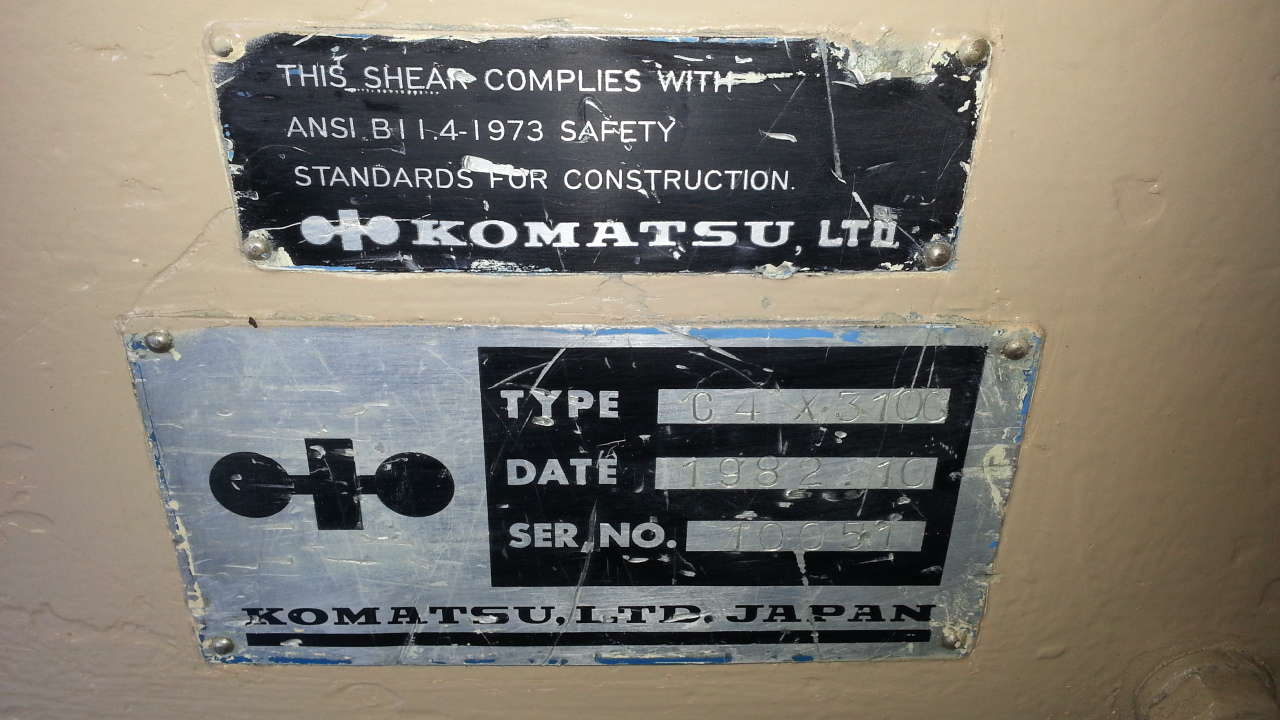 THIS SHEAR COMPLIES WITH
ANSI B11.4-1973 SAFETY
STANDARDS FOR CONSTRUCTION.
KOMATSU, LTD.
TYPE C4 X 3100
DATE 1982.10
SER. NO. 10051
KOMATSU, LTD. JAPAN